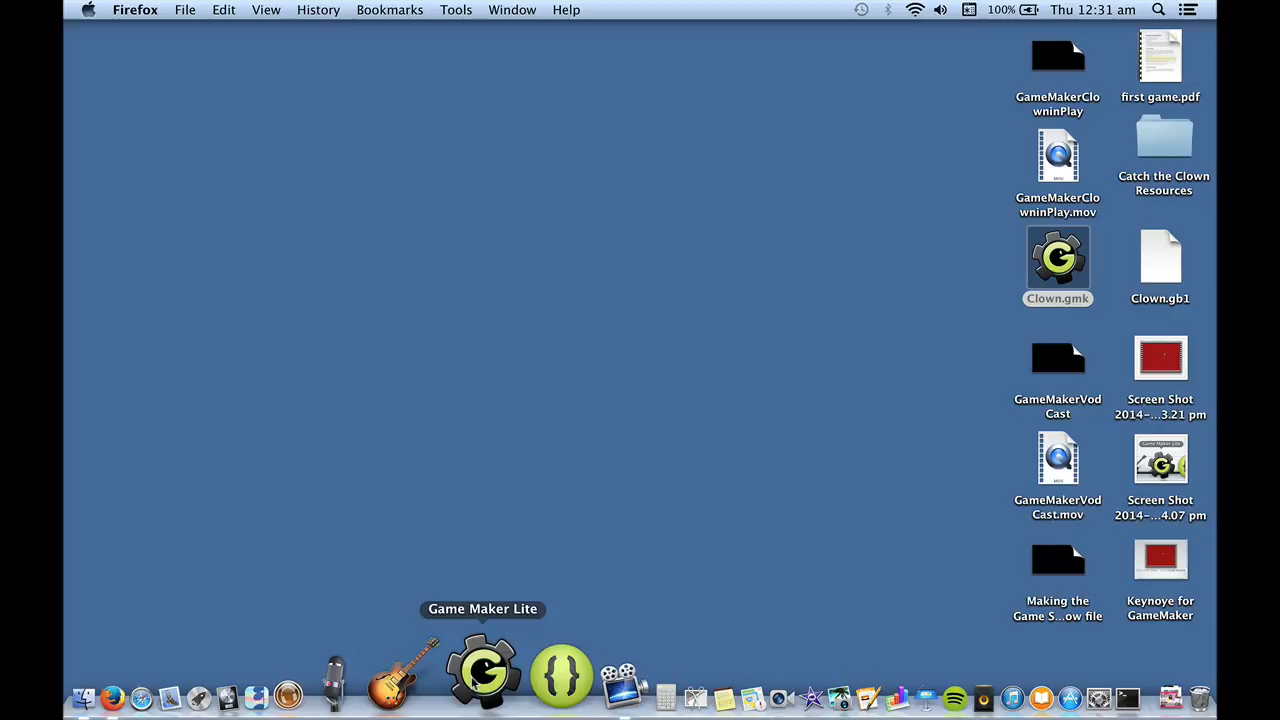 Firefox File Edit View History Bookmarks Tools Window Help 100% Thu 12:31 am
GameMakerClo
wninPlay
first game.pdf
GameMakerClo
wninPlay.mov
Catch the Clown
Resources
Clown.gmk
Clown.gb1
GameMakerVod
Cast
Screen Shot
2014-...3.21 pm
GameMakerVod
Cast.mov
Screen Shot
2014-...4.07 pm
Making the
Game S...ow file
Keynoye for
GameMaker
Game Maker Lite